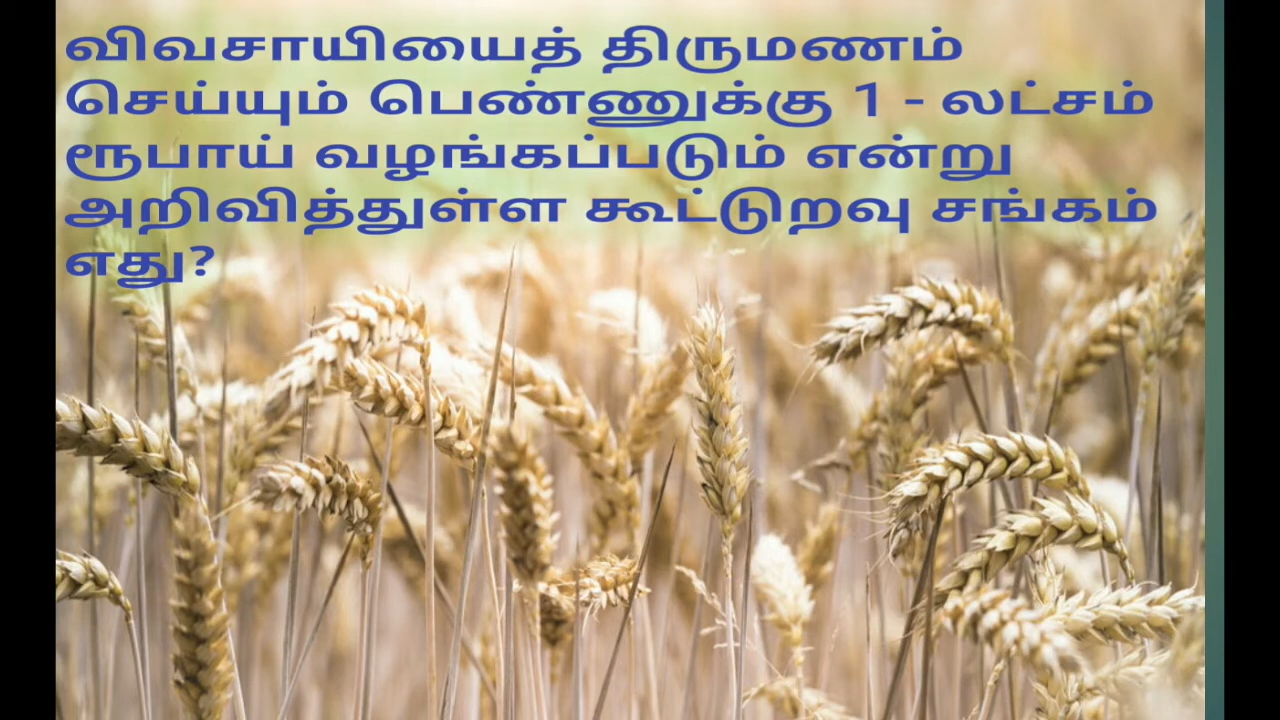 விவசாயியைத் திருமணம்
செய்யும் பெண்ணுக்கு 1 - லட்சம்
ரூபாய் வழங்கப்படும் என்று
அறிவித்துள்ள கூட்டுறவு சங்கம்
எது?